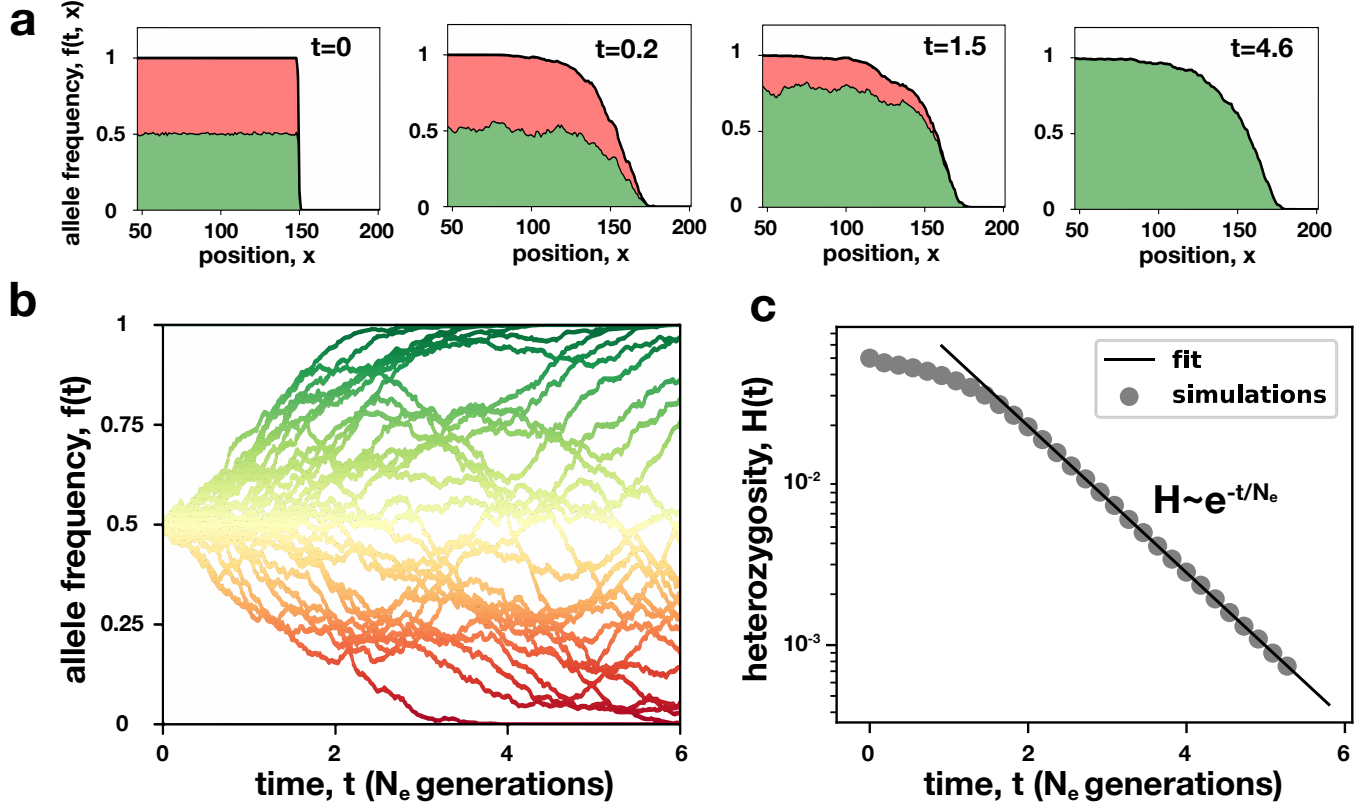 a
allele frequency, f(t, x)
t=0
t=0.2
t=1.5
t=4.6
1
0.5
0
50 100 150 200
position, x
1
0.5
0
50 100 150 200
position, x
1
0.5
0
50 100 150 200
position, x
1
0.5
0
50 100 150 200
position, x
b
allele frequency, f(t)
1
0.75
0.5
0.25
0
0 2 4 6
time, t (Nₑ generations)
c
heterozygosity, H(t)
fit
simulations
H~e^-t/Nₑ
10⁻²
10⁻³
0 2 4 6
time, t (Nₑ generations)